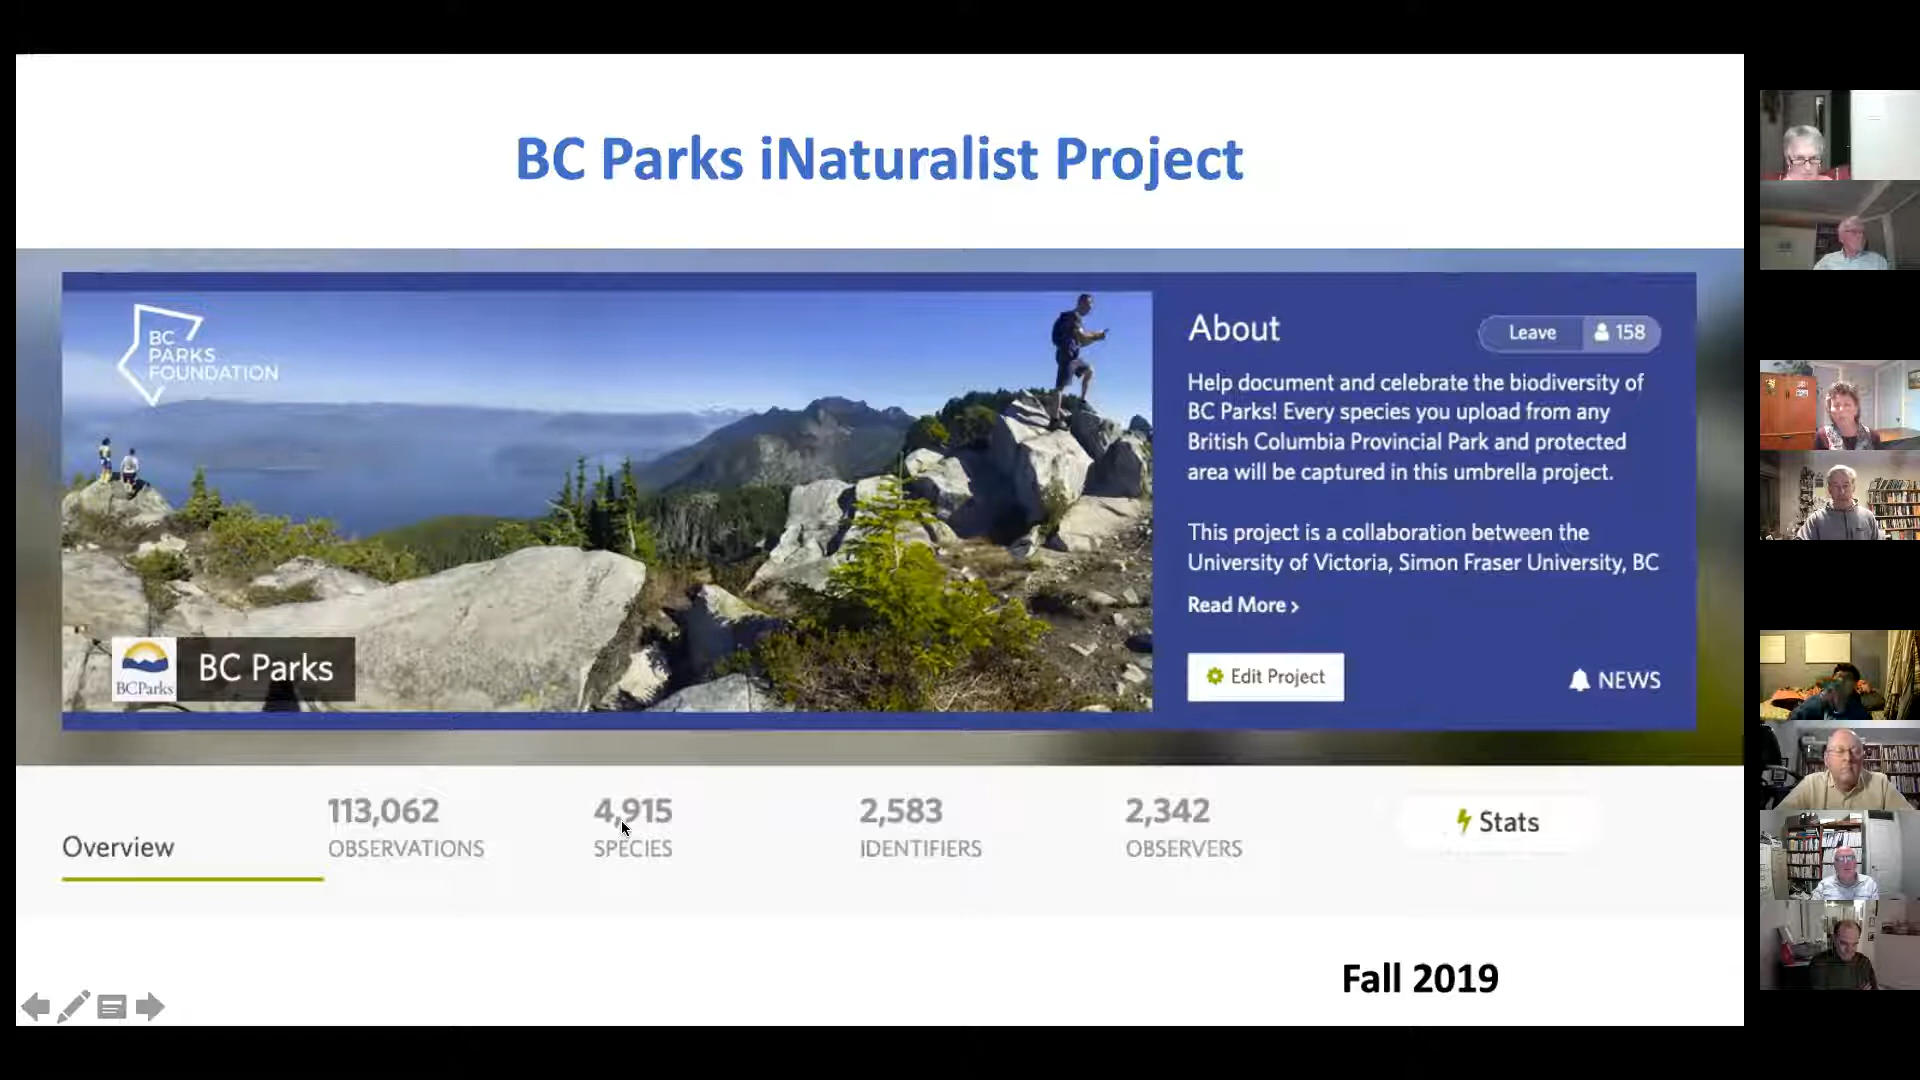 BC Parks iNaturalist Project
BC
PARKS
FOUNDATION
BCParks
BC Parks
About
Leave
158
Help document and celebrate the biodiversity of
BC Parks! Every species you upload from any
British Columbia Provincial Park and protected
area will be captured in this umbrella project.
This project is a collaboration between the
University of Victoria, Simon Fraser University, BC
Read More ›
Edit Project
NEWS
Overview
113,062
OBSERVATIONS
4,915
SPECIES
2,583
IDENTIFIERS
2,342
OBSERVERS
Stats
Fall 2019